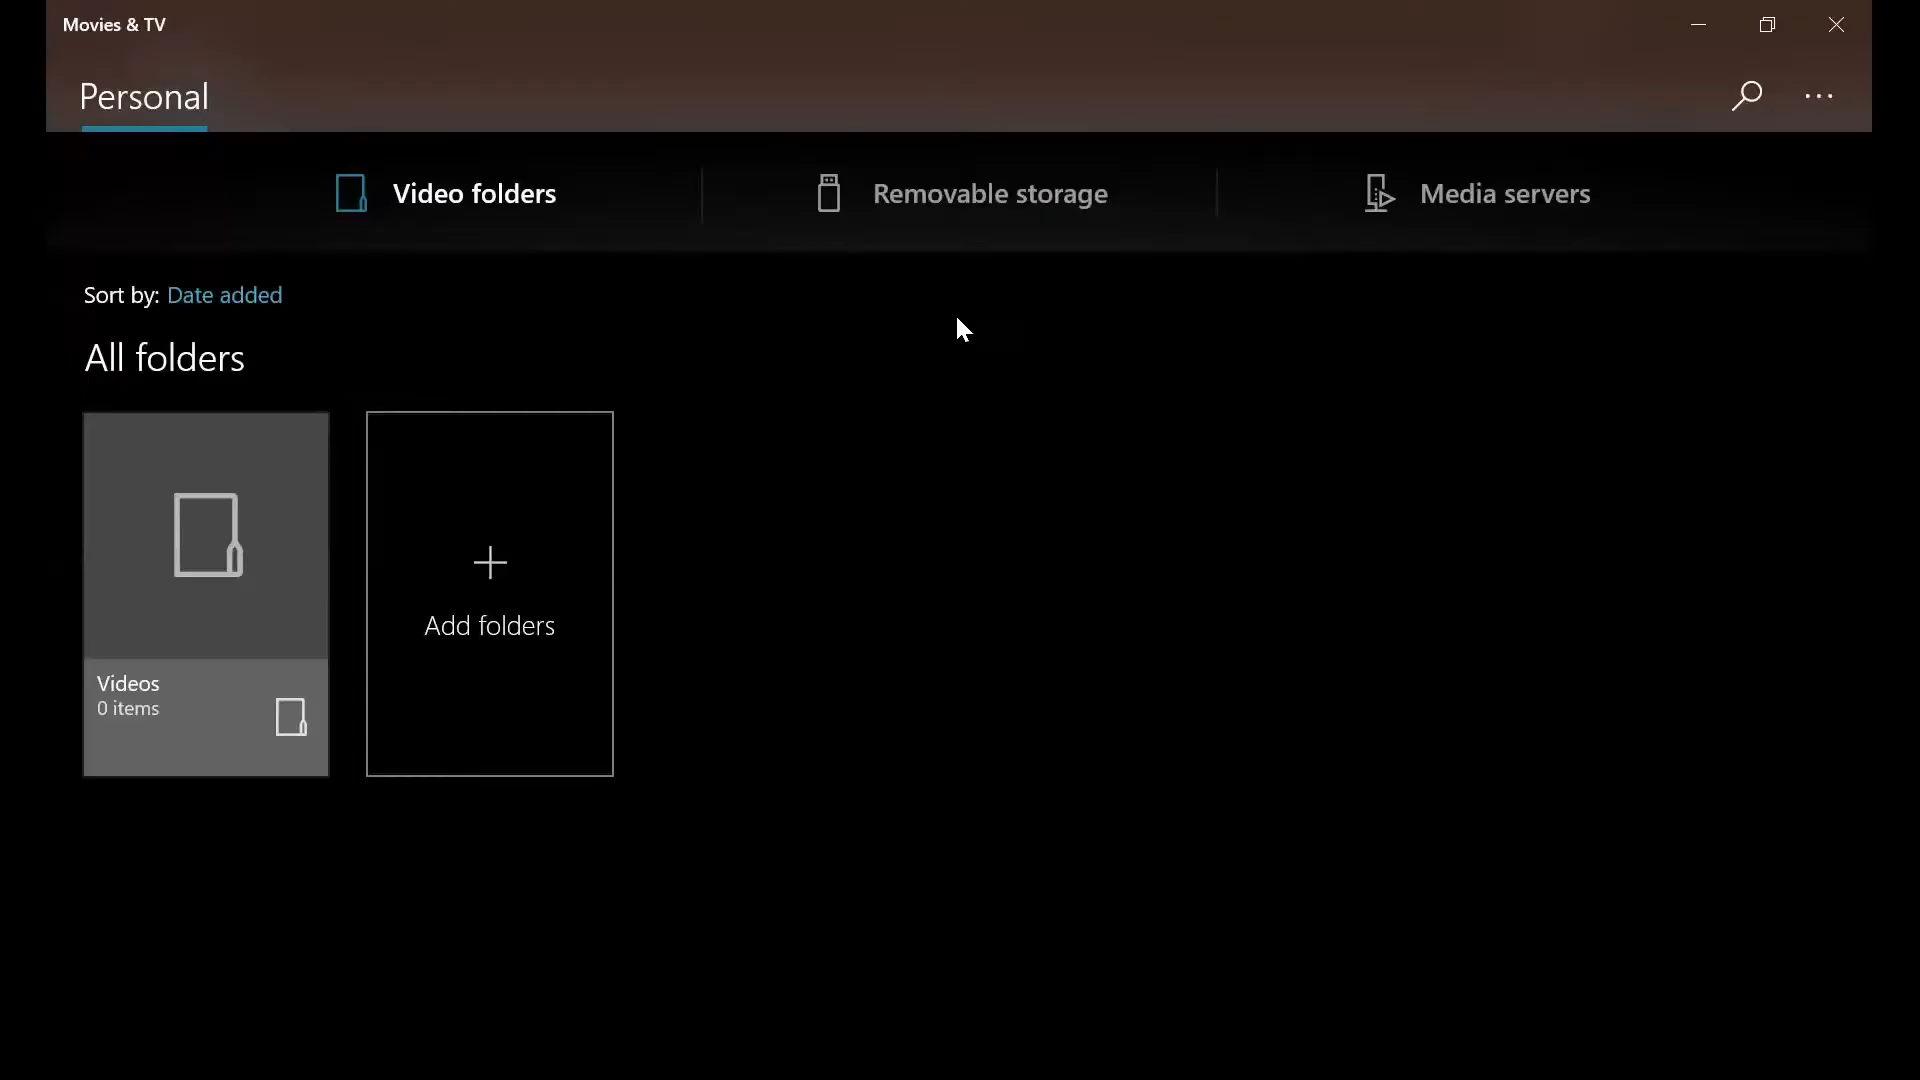 Movies & TV
Personal
Video folders
Removable storage
Media servers
Sort by: Date added
All folders
Add folders
Videos
0 items